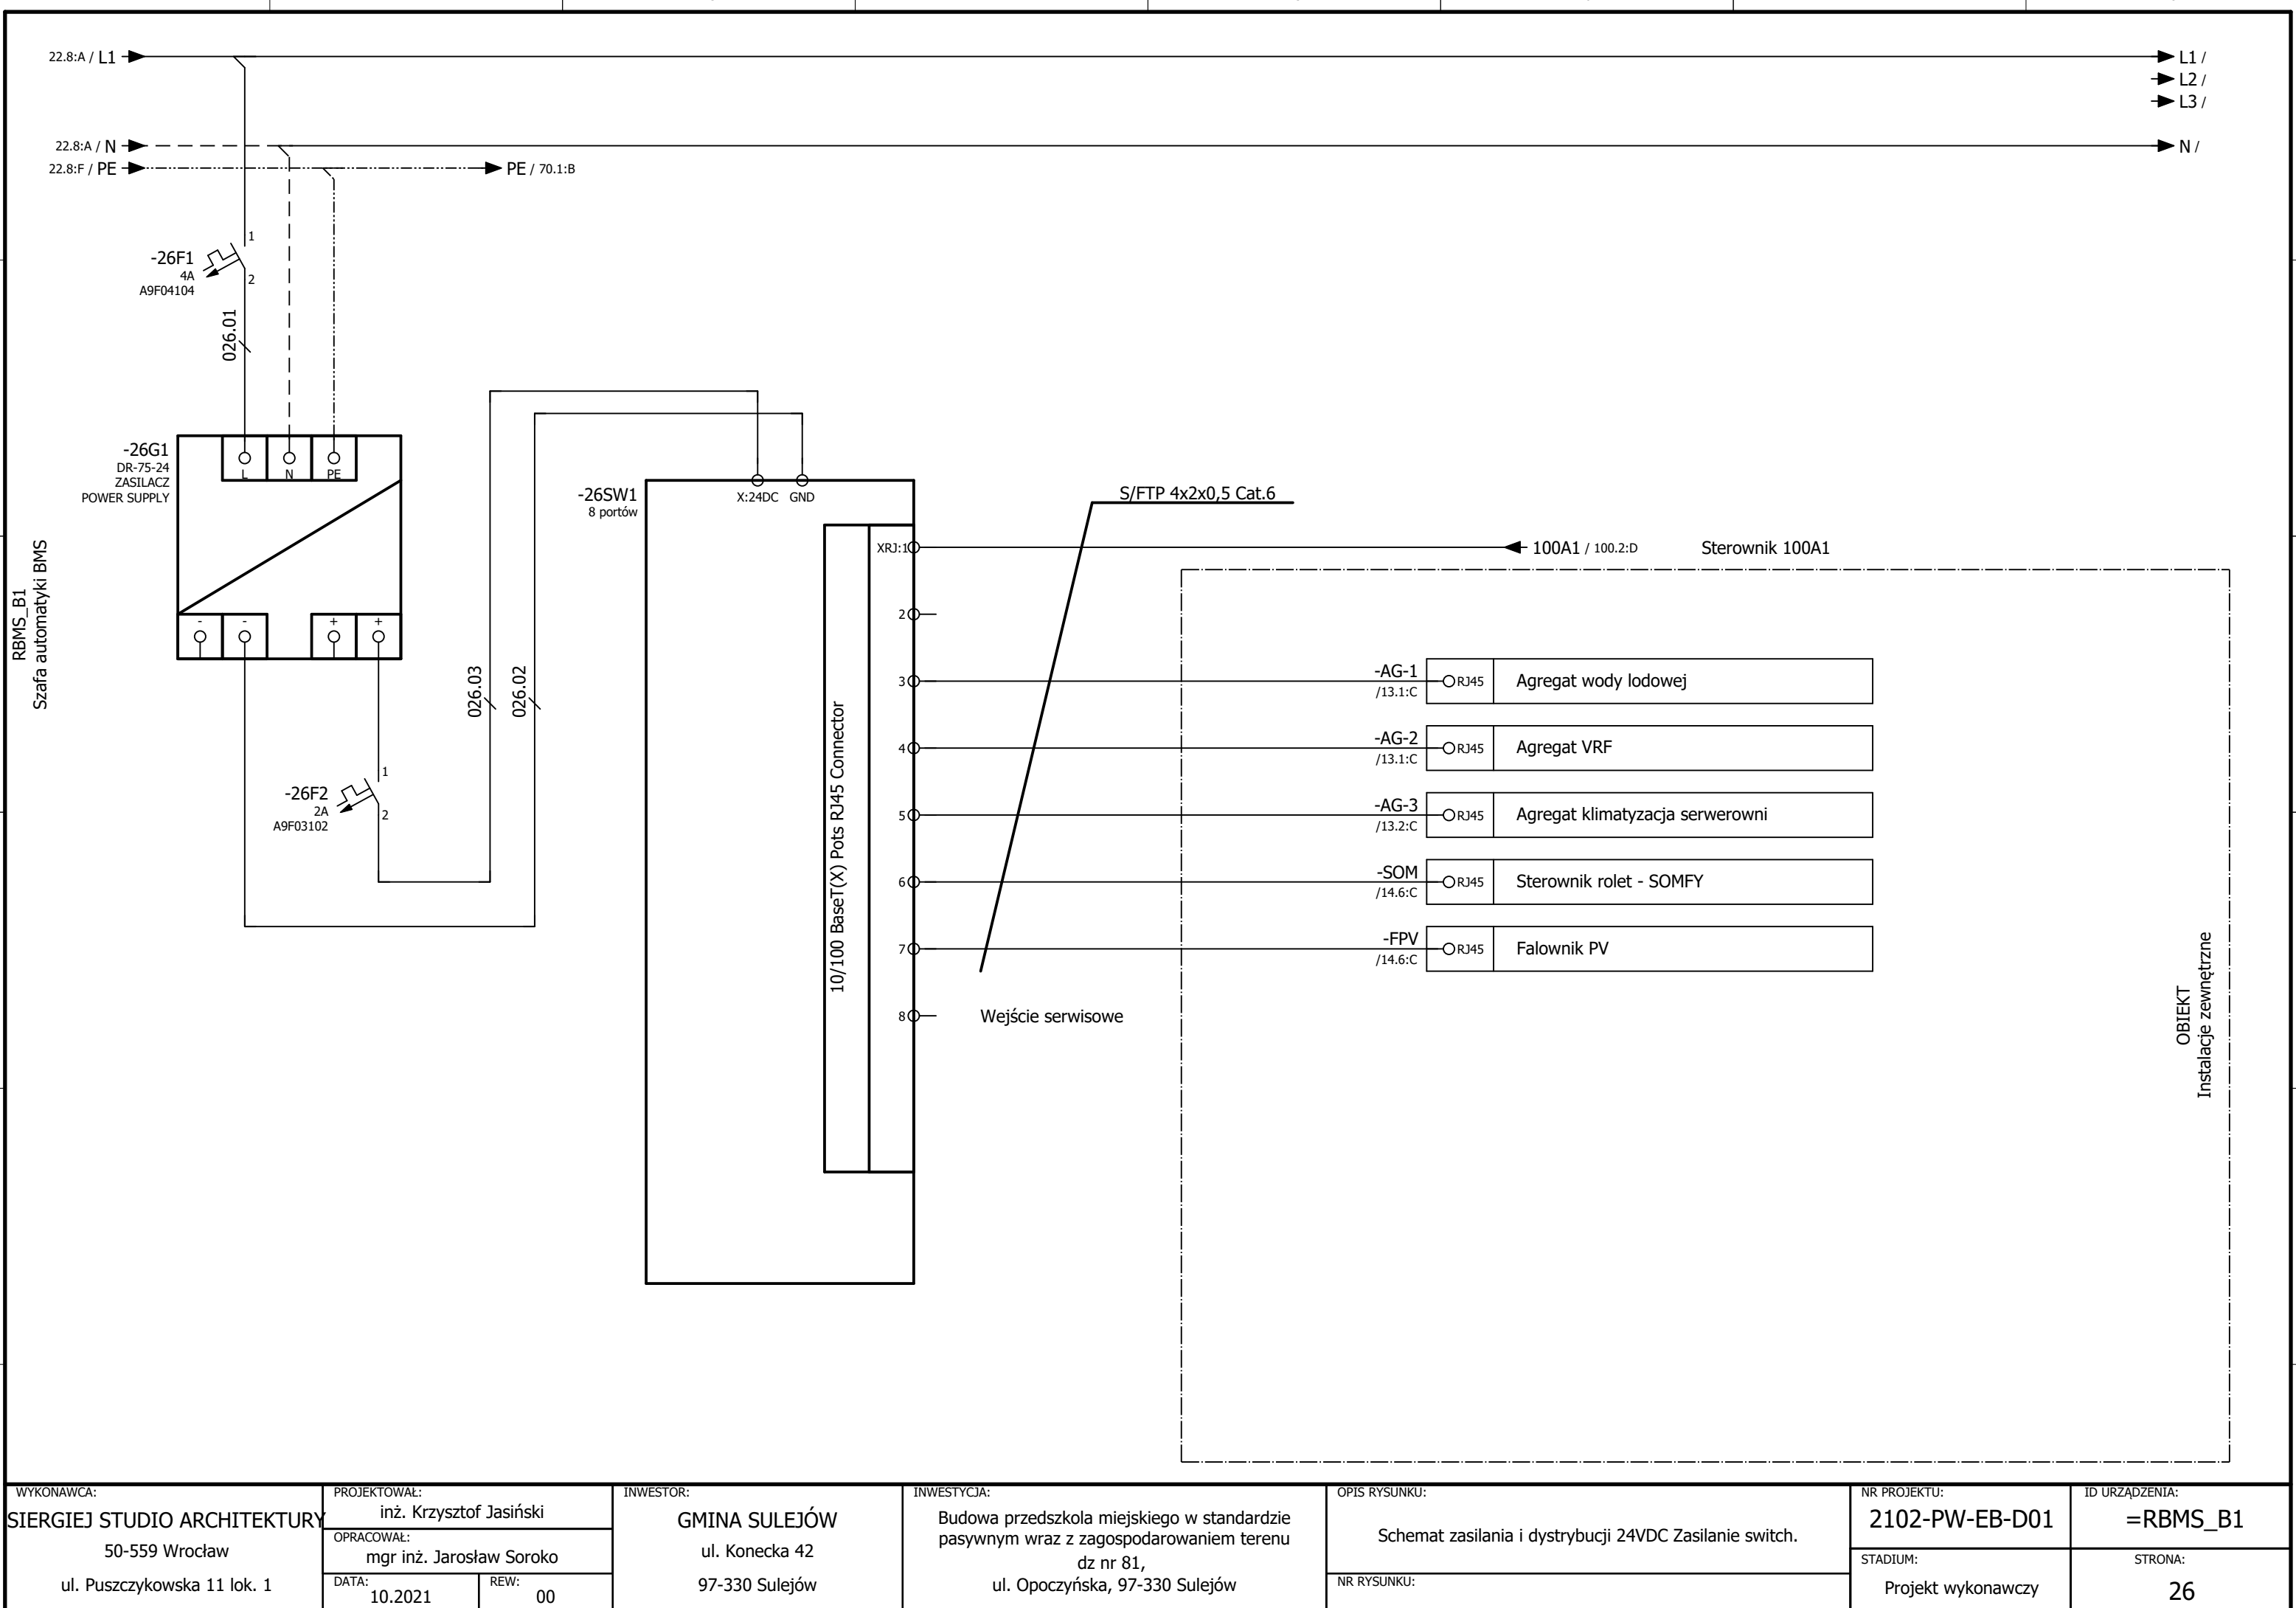 22.8:A / L1
L1 /
L2 /
L3 /
22.8:A / N
N /
22.8:F / PE
PE / 70.1:B
-26F1
4A
A9F04104
1
2
026.01
-26G1
DR-75-24
ZASILACZ
POWER SUPPLY
L
N
PE
-
-
+
+
RBMS_B1
Szafa automatyki BMS
-26F2
2A
A9F03102
1
2
026.03
026.02
-26SW1
8 portów
X:24DC
GND
10/100 BaseT(X) Pots RJ45 Connector
S/FTP 4x2x0,5 Cat.6
XRJ:1
100A1 / 100.2:D
Sterownik 100A1
2
3
-AG-1
/13.1:C
RJ45
Agregat wody lodowej
4
-AG-2
/13.1:C
RJ45
Agregat VRF
5
-AG-3
/13.2:C
RJ45
Agregat klimatyzacja serwerowni
6
-SOM
/14.6:C
RJ45
Sterownik rolet - SOMFY
7
-FPV
/14.6:C
RJ45
Falownik PV
8
Wejście serwisowe
OBIEKT
Instalacje zewnętrzne
WYKONAWCA:
SIERGIEJ STUDIO ARCHITEKTURY
50-559 Wrocław
ul. Puszczykowska 11 lok. 1
PROJEKTOWAŁ:
inż. Krzysztof Jasiński
OPRACOWAŁ:
mgr inż. Jarosław Soroko
DATA:
10.2021
REW:
00
INWESTOR:
GMINA SULEJÓW
ul. Konecka 42
97-330 Sulejów
INWESTYCJA:
Budowa przedszkola miejskiego w standardzie
pasywnym wraz z zagospodarowaniem terenu
dz nr 81,
ul. Opoczyńska, 97-330 Sulejów
OPIS RYSUNKU:
Schemat zasilania i dystrybucji 24VDC Zasilanie switch.
NR RYSUNKU:
NR PROJEKTU:
2102-PW-EB-D01
STADIUM:
Projekt wykonawczy
ID URZĄDZENIA:
=RBMS_B1
STRONA:
26